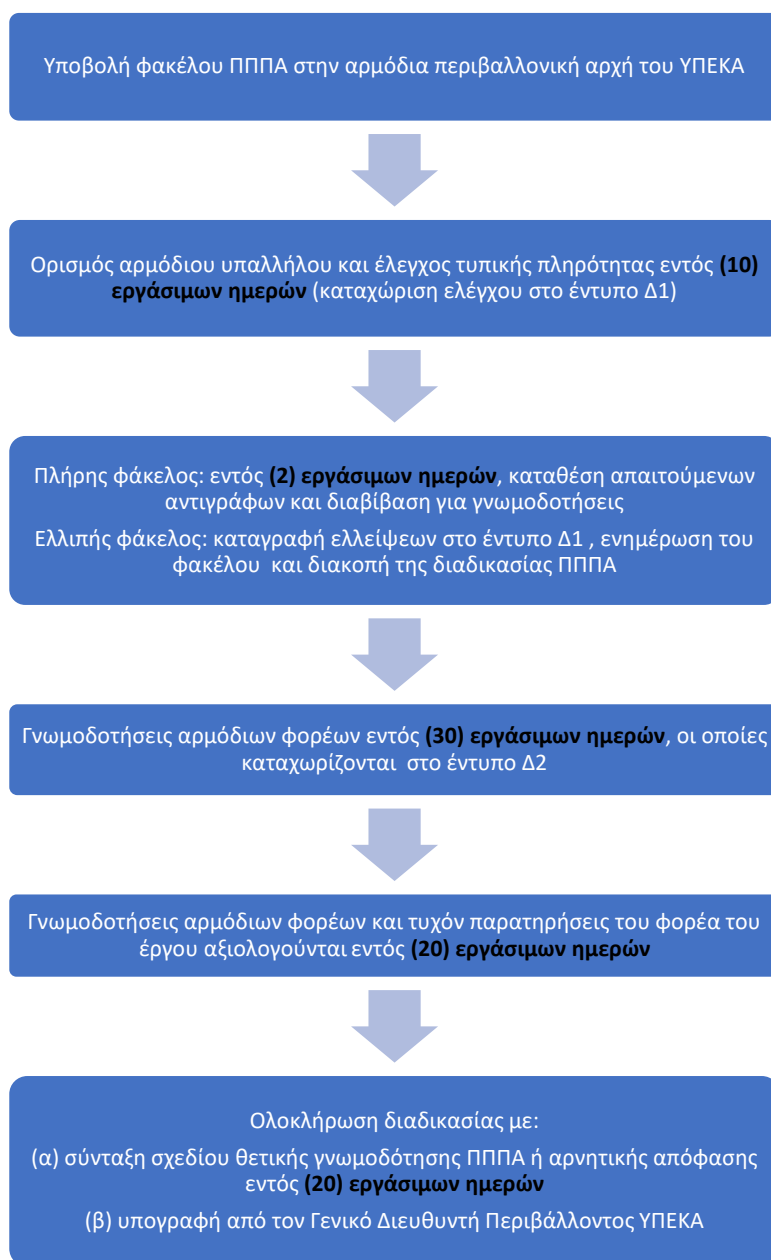 Υποβολή φακέλου ΠΠΠΑ στην αρμόδια περιβαλλονική αρχή του ΥΠΕΚΑ
Ορισμός αρμόδιου υπαλλήλου και έλεγχος τυπικής πληρότητας εντός (10)
εργάσιμων ημερών (καταχώριση ελέγχου στο έντυπο Δ1)
Πλήρης φάκελος: εντός (2) εργάσιμων ημερών, καταθέση απαιτούμενων
αντιγράφων και διαβίβαση για γνωμοδοτήσεις
Ελλιπής φάκελος: καταγραφή ελλείψεων στο έντυπο Δ1 , ενημέρωση του
φακέλου και διακοπή της διαδικασίας ΠΠΠΑ
Γνωμοδοτήσεις αρμόδιων φορέων εντός (30) εργάσιμων ημερών, οι οποίες
καταχωρίζονται στο έντυπο Δ2
Γνωμοδοτήσεις αρμόδιων φορέων και τυχόν παρατηρήσεις του φορέα του
έργου αξιολογούνται εντός (20) εργάσιμων ημερών
Ολοκλήρωση διαδικασίας με:
(α) σύνταξη σχεδίου θετικής γνωμοδότησης ΠΠΠΑ ή αρνητικής απόφασης
εντός (20) εργάσιμων ημερών
(β) υπογραφή από τον Γενικό Διευθυντή Περιβάλλοντος ΥΠΕΚΑ